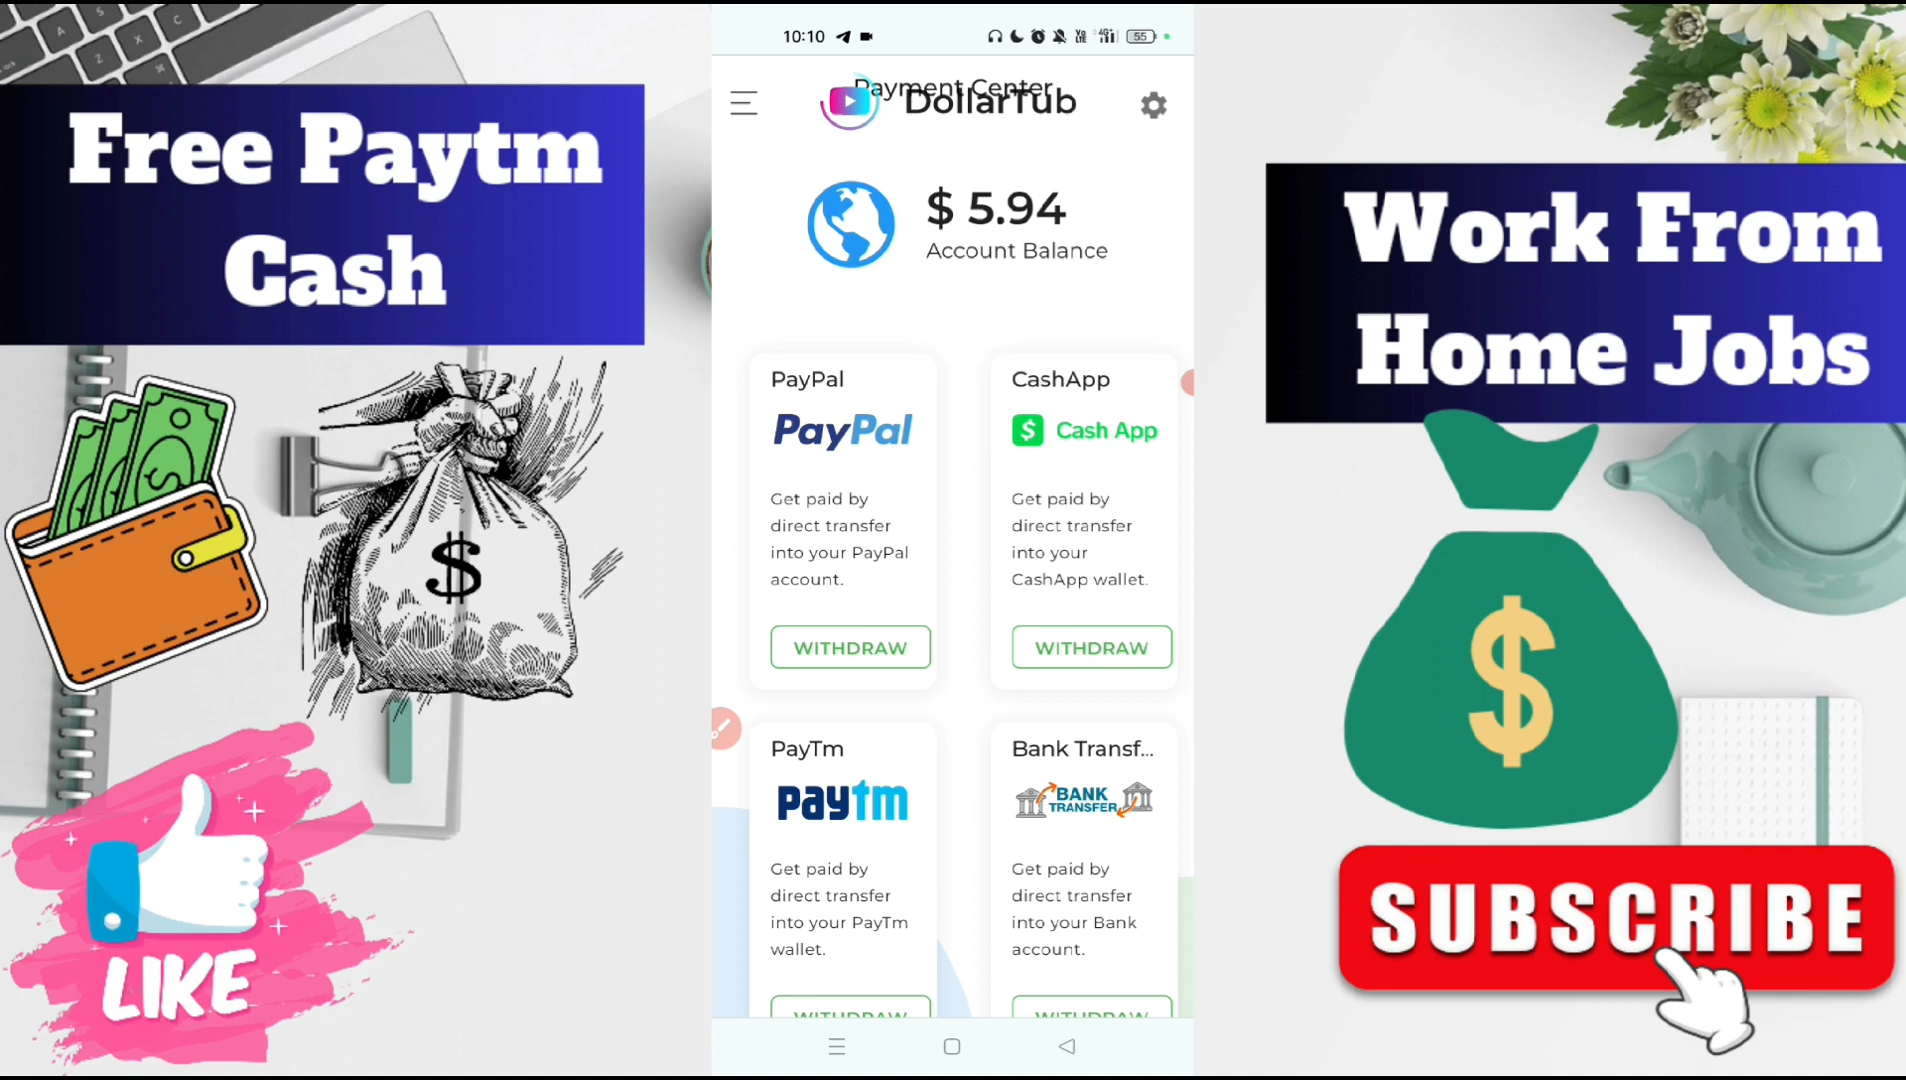 Free Paytm
Cash
$
LIKE
10:10
55
Payment Center
DollarTub
$ 5.94
Account Balance
PayPal
PayPal
Get paid by
direct transfer
into your PayPal
account.
WITHDRAW
CashApp
$ Cash App
Get paid by
direct transfer
into your
CashApp wallet.
WITHDRAW
PayTm
paytm
Get paid by
direct transfer
into your PayTm
wallet.
WITHDRAW
Bank Transf...
BANK
TRANSFER
Get paid by
direct transfer
into your Bank
account.
WITHDRAW
Work From
Home Jobs
$
SUBSCRIBE